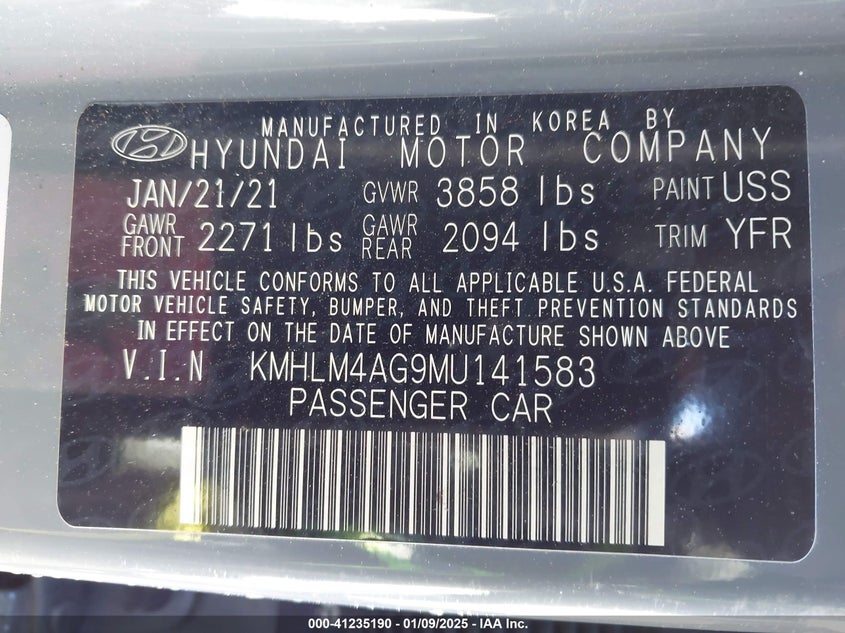 MANUFACTURED IN KOREA BY
HYUNDAI MOTOR COMPANY
JAN/21/21 GVWR 3858 lbs PAINT USS
GAWR FRONT 2271 lbs GAWR REAR 2094 lbs TRIM YFR
THIS VEHICLE CONFORMS TO ALL APPLICABLE U.S.A. FEDERAL
MOTOR VEHICLE SAFETY, BUMPER, AND THEFT PREVENTION STANDARDS
IN EFFECT ON THE DATE OF MANUFACTURE SHOWN ABOVE
V.I.N KMHLM4AG9MU141583
PASSENGER CAR
000-41235190 - 01/09/2025 - IAA Inc.